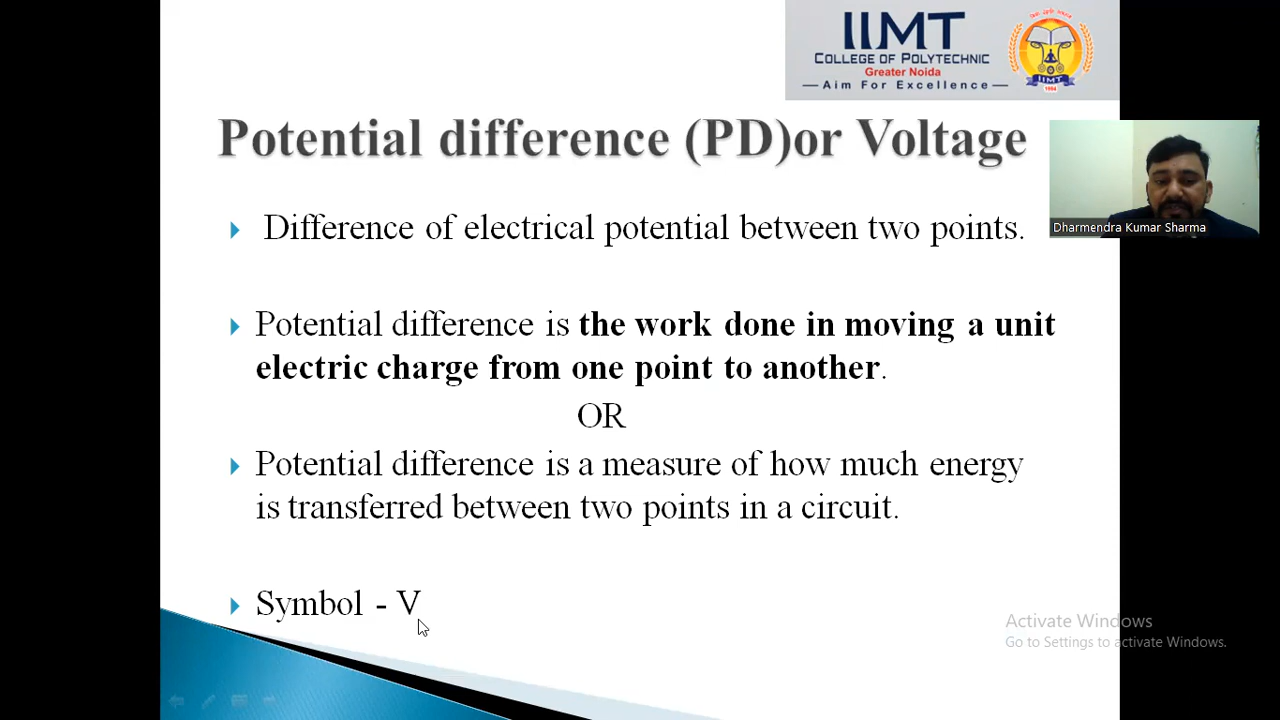 IIMT
COLLEGE OF POLYTECHNIC
Greater Noida
Aim For Excellence
IIMT
Potential difference (PD)or Voltage
Dharmendra Kumar Sharma
Difference of electrical potential between two points.
Potential difference is the work done in moving a unit
electric charge from one point to another.
OR
Potential difference is a measure of how much energy
is transferred between two points in a circuit.
Symbol - V
Activate Windows
Go to Settings to activate Windows.